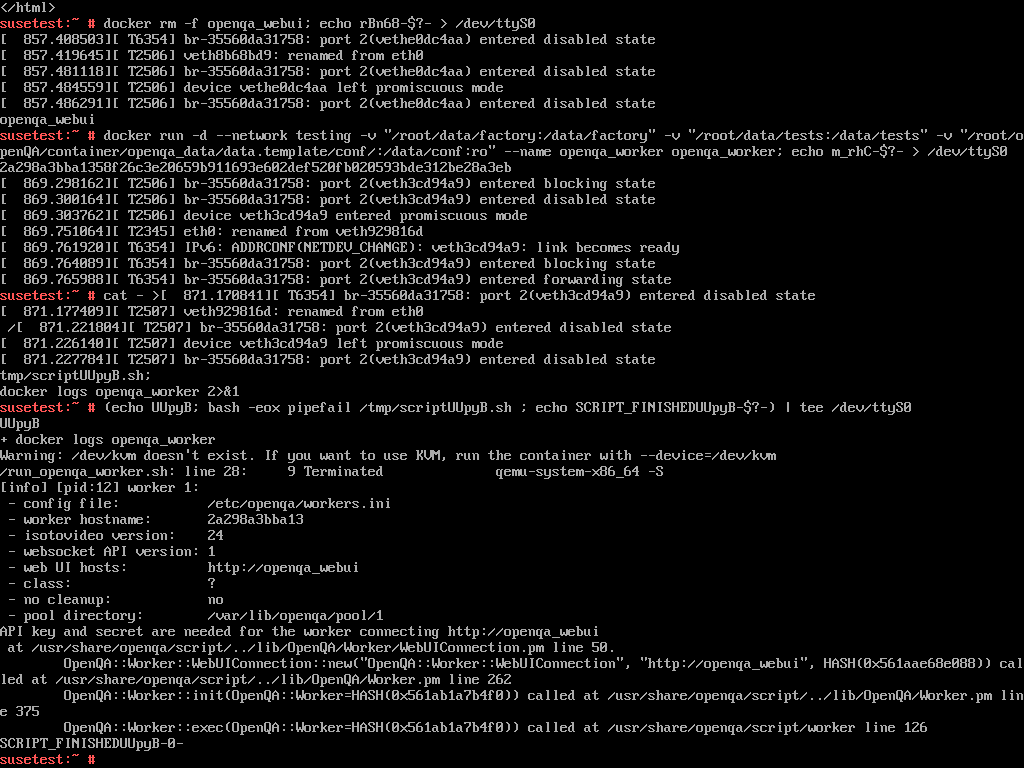 </html>
susetest:~ # docker rm -f openqa_webui; echo rBn68-$?- > /dev/ttyS0
[  857.408503][ T6354] br-35560da31758: port 2(vethe0dc4aa) entered disabled state
[  857.419645][ T2506] veth8b68bd9: renamed from eth0
[  857.481118][ T2506] br-35560da31758: port 2(vethe0dc4aa) entered disabled state
[  857.484559][ T2506] device vethe0dc4aa left promiscuous mode
[  857.486291][ T2506] br-35560da31758: port 2(vethe0dc4aa) entered disabled state
openqa_webui
susetest:~ # docker run -d --network testing -v "/root/data/factory:/data/factory" -v "/root/data/tests:/data/tests" -v "/root/o
penQA/container/openqa_data/data.template/conf/:/data/conf:ro" --name openqa_worker openqa_worker; echo m_rhC-$?- > /dev/ttyS0
2a298a3bba1358f26c3e20659b911693e602def520fb020593bde312be28a3eb
[  869.298162][ T2506] br-35560da31758: port 2(veth3cd94a9) entered blocking state
[  869.300164][ T2506] br-35560da31758: port 2(veth3cd94a9) entered disabled state
[  869.303762][ T2506] device veth3cd94a9 entered promiscuous mode
[  869.751064][ T2345] eth0: renamed from veth929816d
[  869.761920][ T6354] IPv6: ADDRCONF(NETDEV_CHANGE): veth3cd94a9: link becomes ready
[  869.764089][ T6354] br-35560da31758: port 2(veth3cd94a9) entered blocking state
[  869.765988][ T6354] br-35560da31758: port 2(veth3cd94a9) entered forwarding state
susetest:~ # cat - >[  871.170841][ T6354] br-35560da31758: port 2(veth3cd94a9) entered disabled state
[  871.177409][ T2507] veth929816d: renamed from eth0
 /[  871.221804][ T2507] br-35560da31758: port 2(veth3cd94a9) entered disabled state
[  871.226140][ T2507] device veth3cd94a9 left promiscuous mode
[  871.227784][ T2507] br-35560da31758: port 2(veth3cd94a9) entered disabled state
tmp/scriptUUpyB.sh;
docker logs openqa_worker 2>&1
susetest:~ # (echo UUpyB; bash -eox pipefail /tmp/scriptUUpyB.sh ; echo SCRIPT_FINISHEDUUpyB-$?-) | tee /dev/ttyS0
UUpyB
+ docker logs openqa_worker
Warning: /dev/kvm doesn't exist. If you want to use KVM, run the container with --device=/dev/kvm
/run_openqa_worker.sh: line 28:     9 Terminated              qemu-system-x86_64 -S
[info] [pid:12] worker 1:
 - config file:           /etc/openqa/workers.ini
 - worker hostname:       2a298a3bba13
 - isotovideo version:    24
 - websocket API version: 1
 - web UI hosts:          http://openqa_webui
 - class:                 ?
 - no cleanup:            no
 - pool directory:        /var/lib/openqa/pool/1
API key and secret are needed for the worker connecting http://openqa_webui
 at /usr/share/openqa/script/../lib/OpenQA/Worker/WebUIConnection.pm line 50.
        OpenQA::Worker::WebUIConnection::new("OpenQA::Worker::WebUIConnection", "http://openqa_webui", HASH(0x561aae68e088)) cal
led at /usr/share/openqa/script/../lib/OpenQA/Worker.pm line 262
        OpenQA::Worker::init(OpenQA::Worker=HASH(0x561ab1a7b4f0)) called at /usr/share/openqa/script/../lib/OpenQA/Worker.pm lin
e 375
        OpenQA::Worker::exec(OpenQA::Worker=HASH(0x561ab1a7b4f0)) called at /usr/share/openqa/script/worker line 126
SCRIPT_FINISHEDUUpyB-0-
susetest:~ #